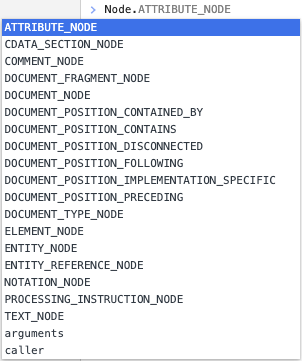 > Node.ATTRIBUTE_NODE
ATTRIBUTE_NODE
CDATA_SECTION_NODE
COMMENT_NODE
DOCUMENT_FRAGMENT_NODE
DOCUMENT_NODE
DOCUMENT_POSITION_CONTAINED_BY
DOCUMENT_POSITION_CONTAINS
DOCUMENT_POSITION_DISCONNECTED
DOCUMENT_POSITION_FOLLOWING
DOCUMENT_POSITION_IMPLEMENTATION_SPECIFIC
DOCUMENT_POSITION_PRECEDING
DOCUMENT_TYPE_NODE
ELEMENT_NODE
ENTITY_NODE
ENTITY_REFERENCE_NODE
NOTATION_NODE
PROCESSING_INSTRUCTION_NODE
TEXT_NODE
arguments
caller